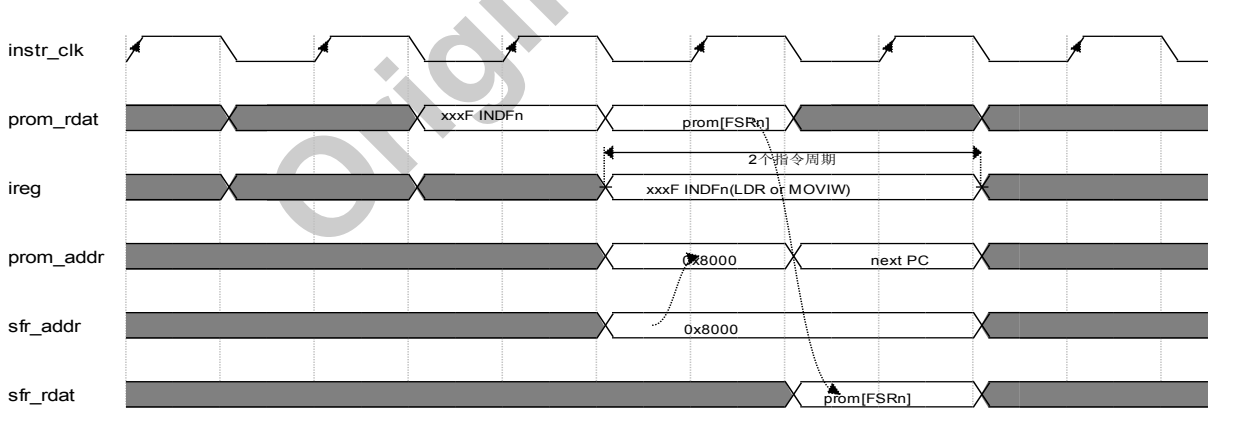 instr_clk
prom_rdat
xxxF INDFn
prom[FSRn]
2个指令周期
ireg
xxxF INDFn(LDR or MOVIW)
prom_addr
0x8000
next PC
sfr_addr
0x8000
sfr_rdat
prom[FSRn]
Origin